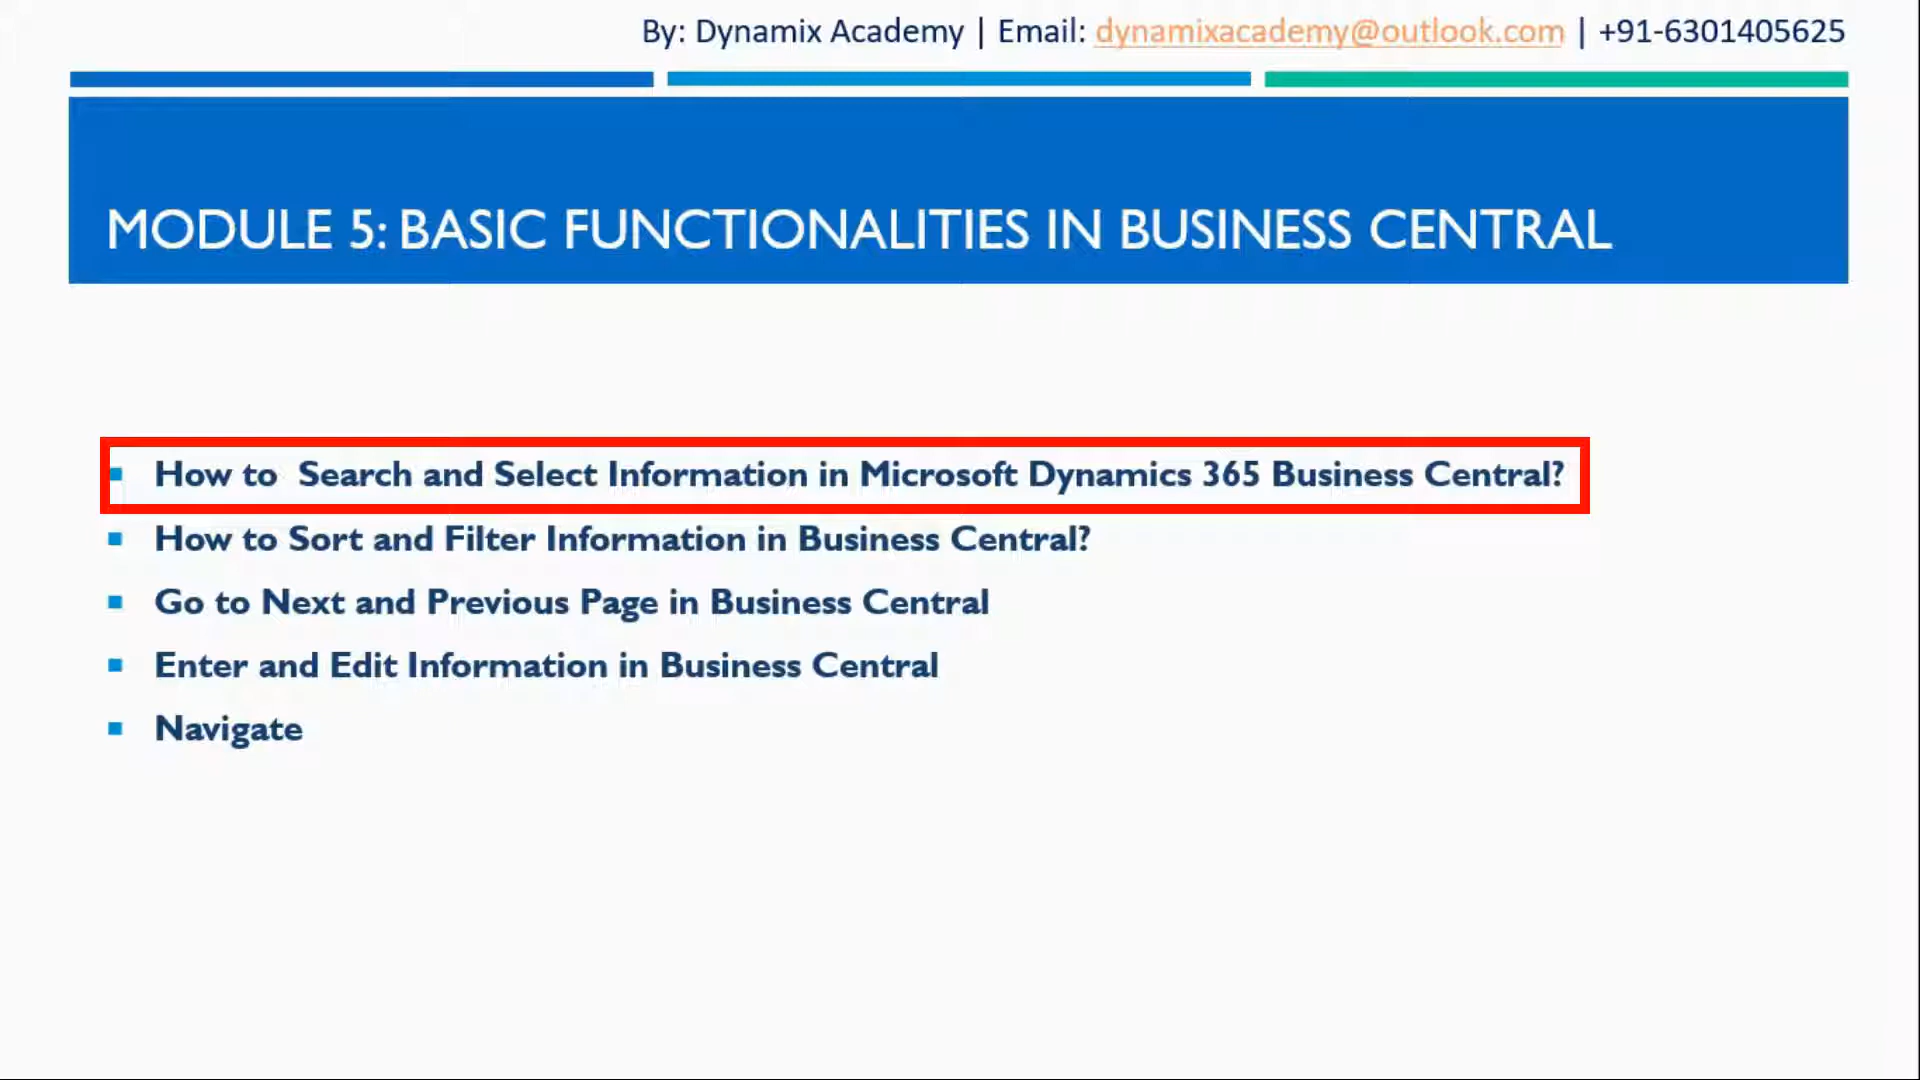 By: Dynamix Academy | Email: dynamixacademy@outlook.com | +91-6301405625
MODULE 5: BASIC FUNCTIONALITIES IN BUSINESS CENTRAL
How to Search and Select Information in Microsoft Dynamics 365 Business Central?
How to Sort and Filter Information in Business Central?
Go to Next and Previous Page in Business Central
Enter and Edit Information in Business Central
Navigate